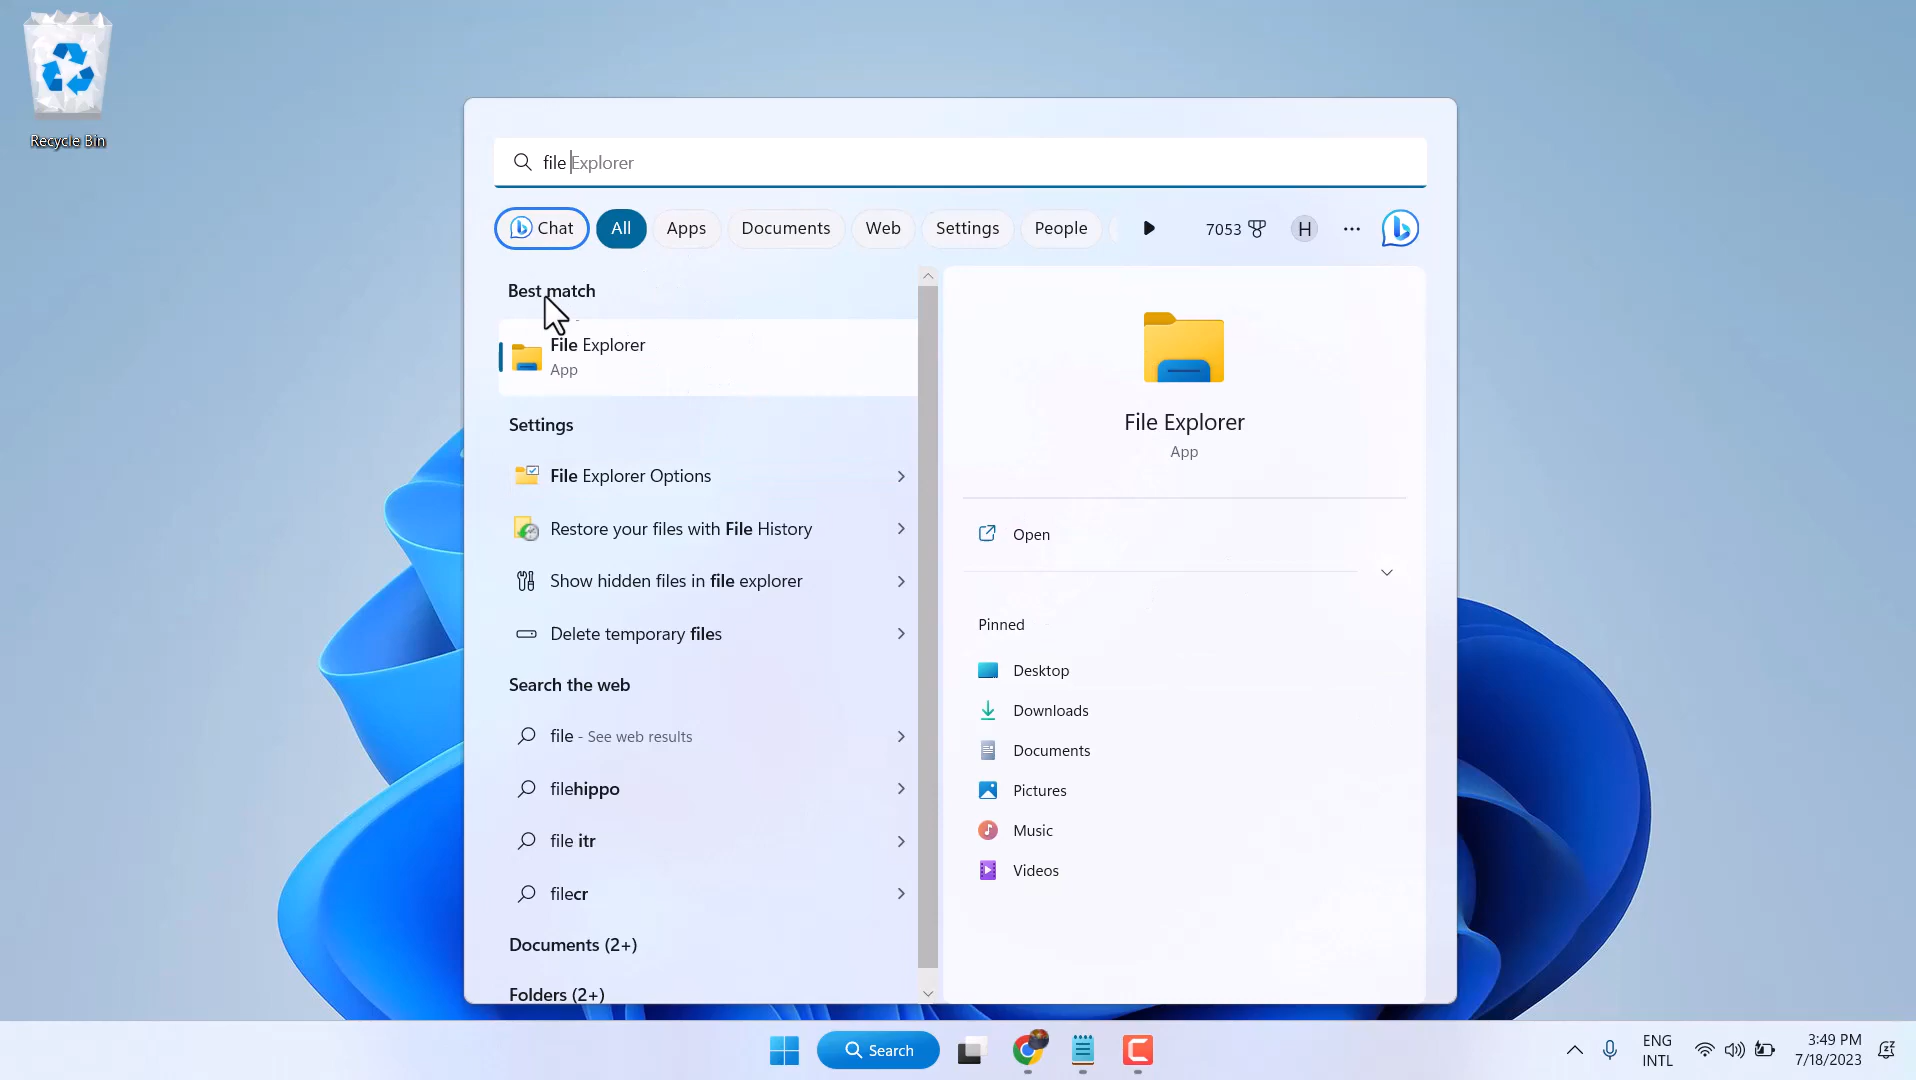 Recycle Bin
file Explorer
Chat All Apps Documents Web Settings People 7053 H
Best match
File Explorer
App
Settings
File Explorer Options
Restore your files with File History
Show hidden files in file explorer
Delete temporary files
Search the web
file - See web results
filehippo
file itr
filecr
Documents (2+)
Folders (2+)
File Explorer
App
Open
Pinned
Desktop
Downloads
Documents
Pictures
Music
Videos
Search
ENG
INTL
3:49 PM
7/18/2023